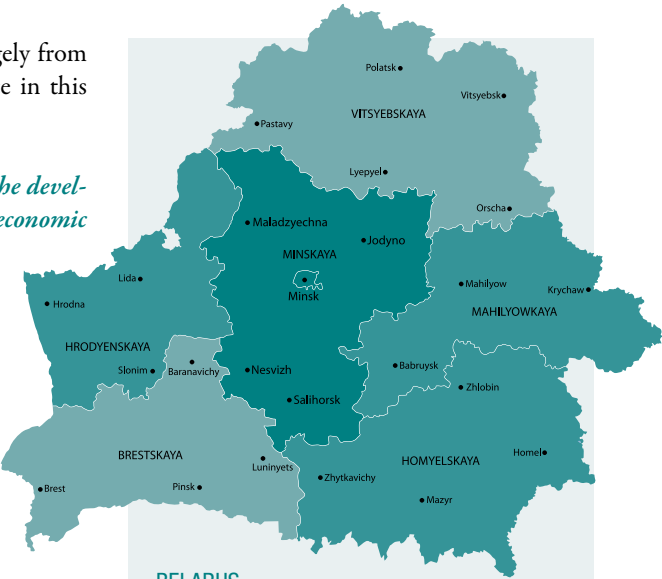 gely from
e in this
he devel-
economic
Polatsk
Vitsyebsk
VITSYEBSKAYA
Pastavy
Lyepyel
Orscha
Maladzyechna
Jodyno
MINSKAYA
Minsk
Lida
Hrodna
Mahilyow
Krychaw
MAHILYOWKAYA
HRODYENSKAYA
Slonim
Baranavichy
Nesvizh
Babruysk
Zhlobin
Salihorsk
BRESTSKAYA
Luninyets
HOMYELSKAYA
Homel
Zhytkavichy
Brest
Pinsk
Mazyr
BELARUS